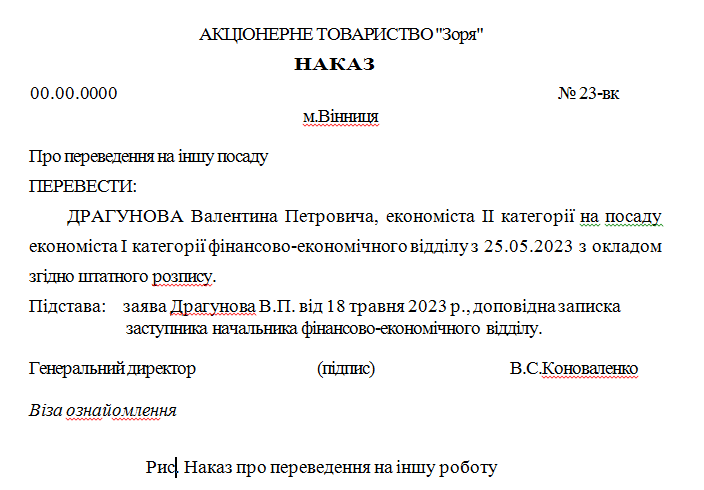 АКЦІОНЕРНЕ ТОВАРИСТВО "Зоря"
НАКАЗ
00.00.0000 № 23-вк
м.Вінниця
Про переведення на іншу посаду
ПЕРЕВЕСТИ:
ДРАГУНОВА Валентина Петровича, економіста ІІ категорії на посаду
економіста І категорії фінансово-економічного відділу з 25.05.2023 з окладом
згідно штатного розпису.
Підстава: заява Драгунова В.П. від 18 травня 2023 р., доповідна записка
заступника начальника фінансово-економічного відділу.
Генеральний директор (підпис) В.С.Коноваленко
Віза ознайомлення
Рис. Наказ про переведення на іншу роботу